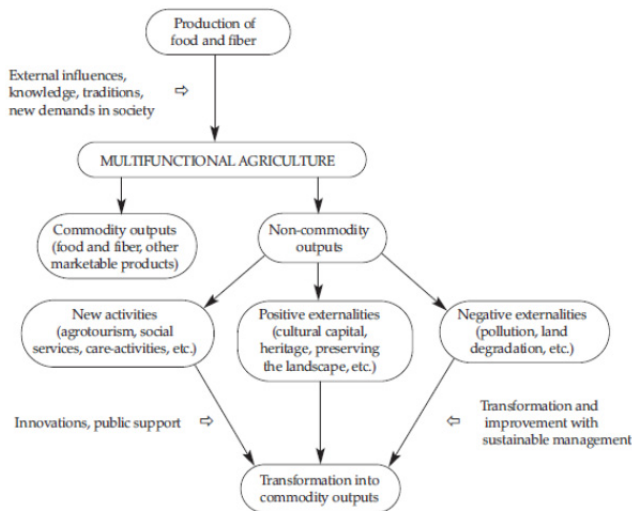 Production of
food and fiber
External influences,
knowledge, traditions,
new demands in society
MULTIFUNCTIONAL AGRICULTURE
Commodity outputs
(food and fiber, other
marketable products)
Non-commodity
outputs
New activities
(agrotourism, social
services, care-activities, etc.)
Positive externalities
(cultural capital,
heritage, preserving
the landscape, etc.)
Negative externalities
(pollution, land
degradation, etc.)
Innovations, public support
Transformation and
improvement with
sustainable management
Transformation into
commodity outputs